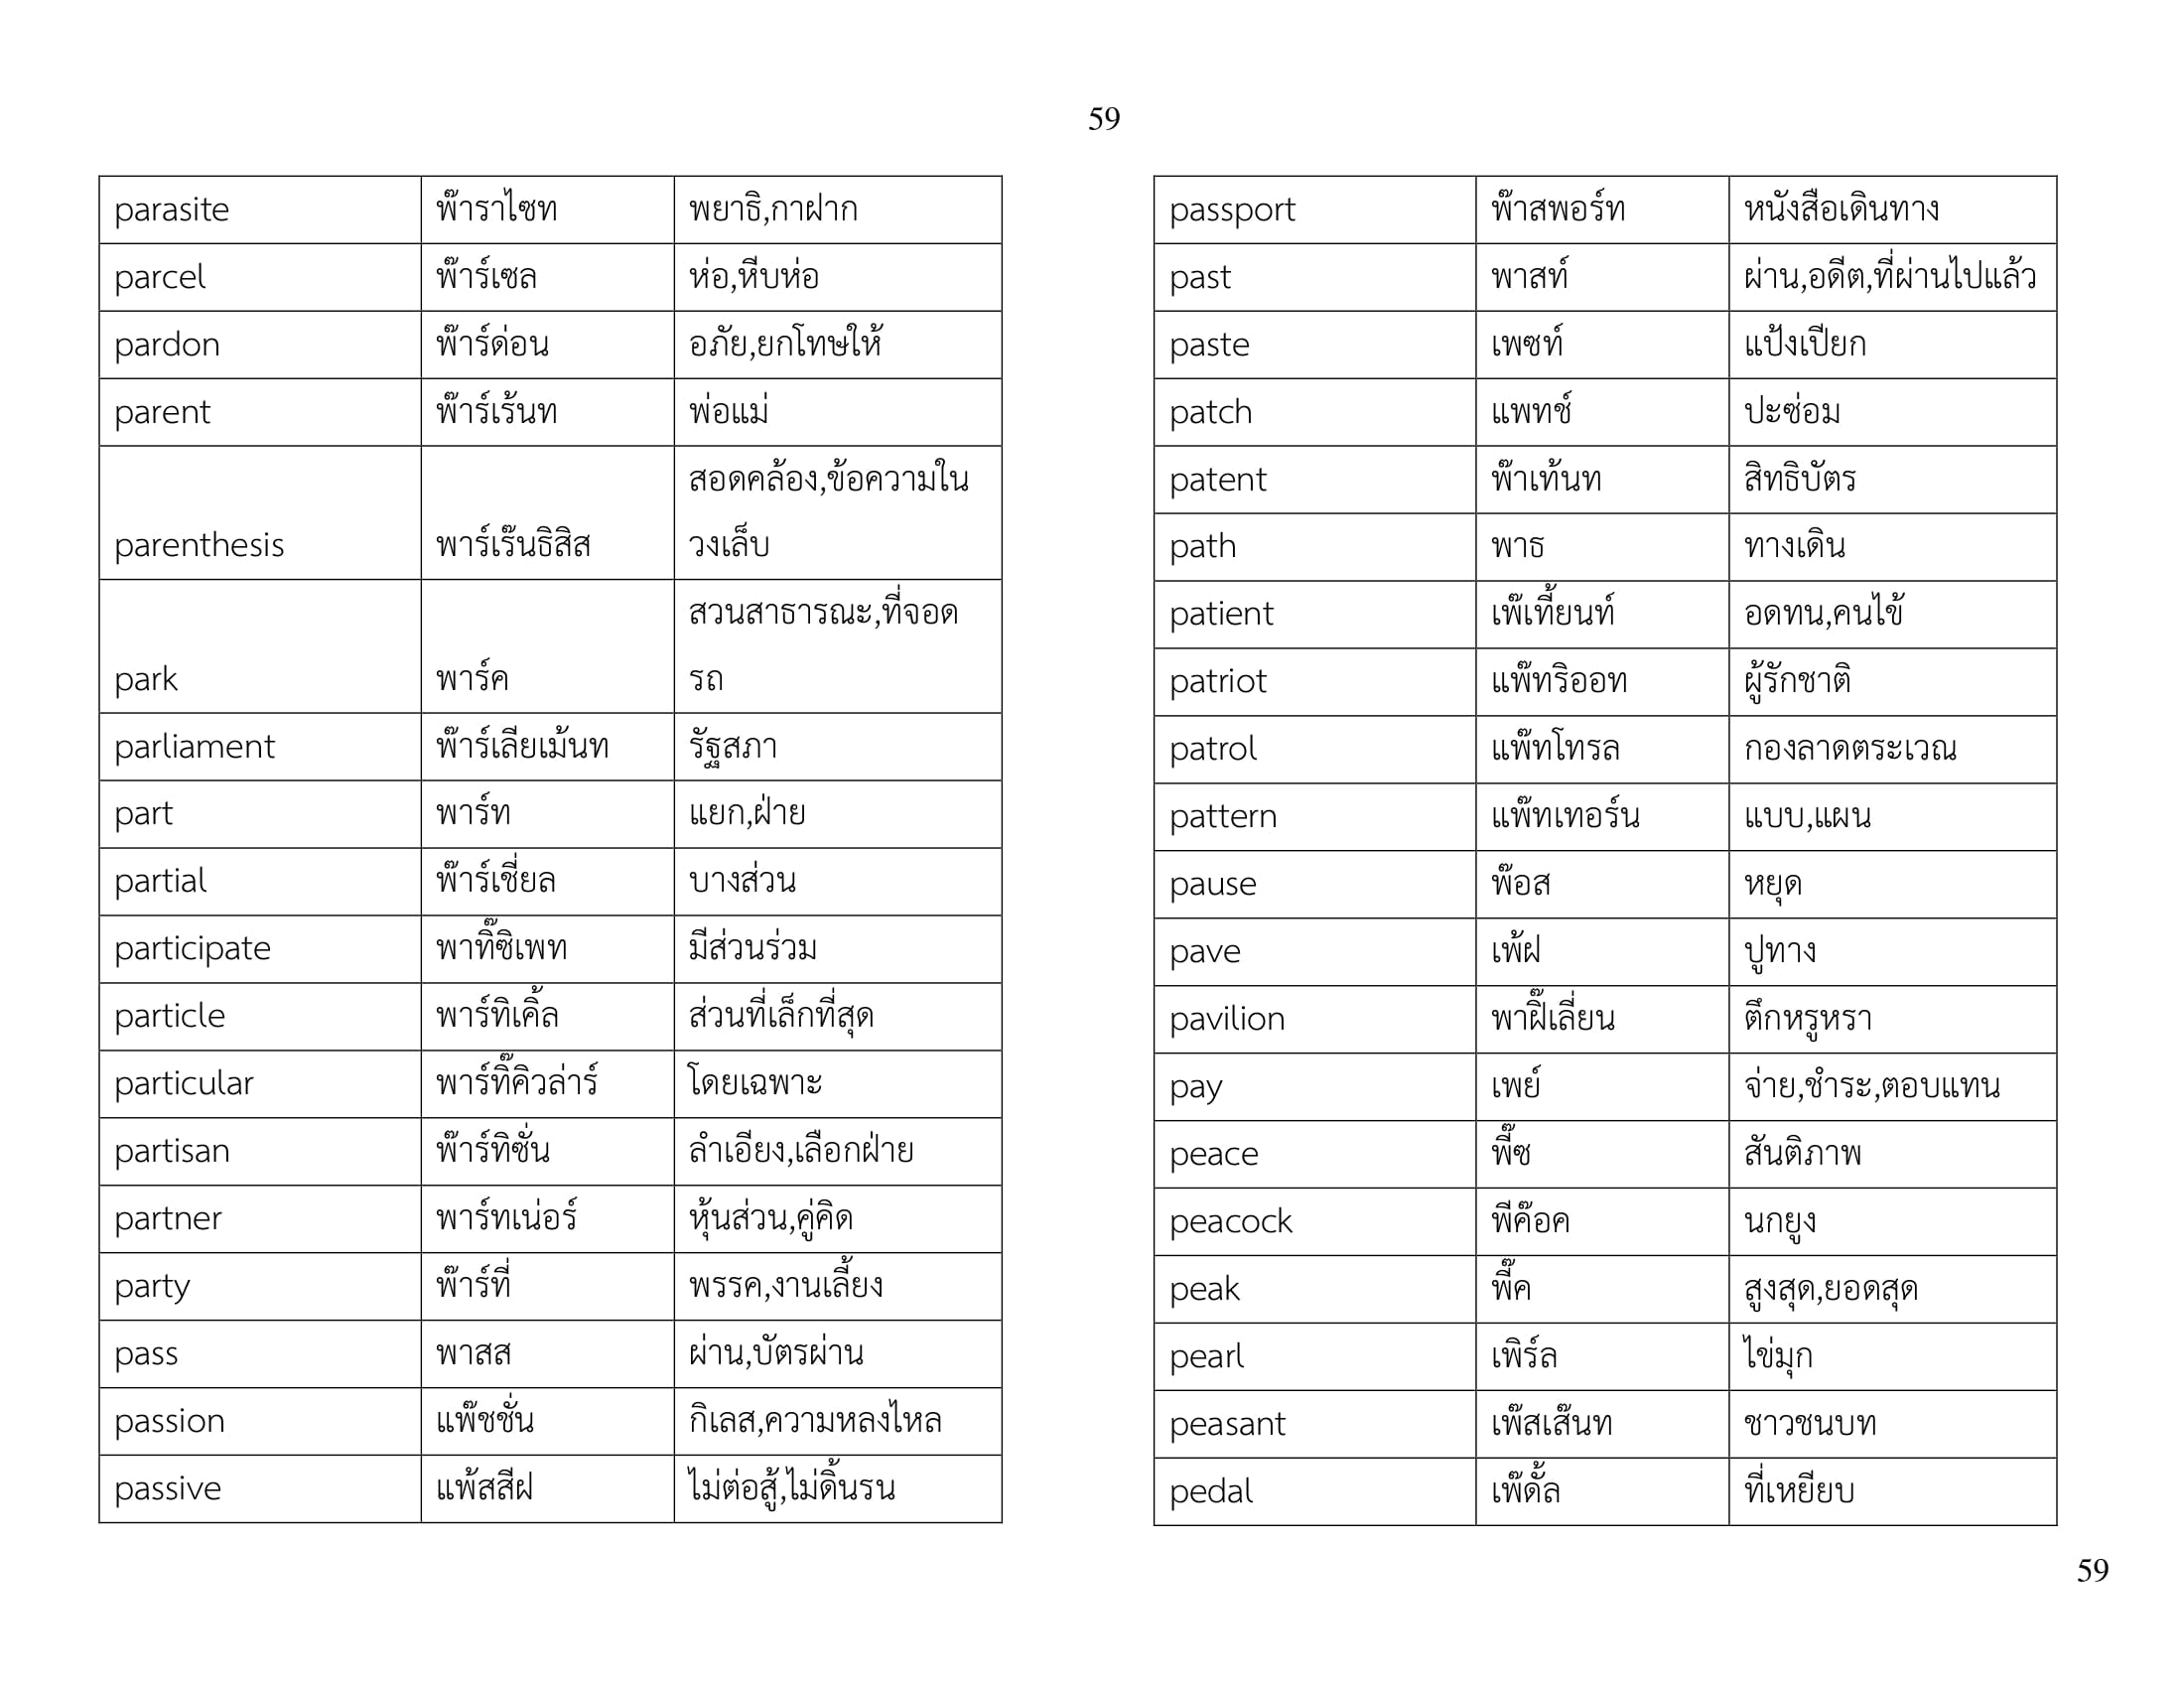 59
parasite พ๊าราไซท พยาธิ,กาฝาก
parcel พ๊าร์เซล ห่อ,หีบห่อ
pardon พ๊าร์ด่อน อภัย,ยกโทษให้
parent พ๊าร์เร้นท พ่อแม่
สอดคล้อง,ข้อความใน
parenthesis พาร์เร๊นธิสิส วงเล็บ
สวนสาธารณะ,ที่จอด
park พาร์ค รถ
parliament พ๊าร์เลียเม้นท รัฐสภา
part พาร์ท แยก,ฝ่าย
partial พ๊าร์เชี่ยล บางส่วน
participate พาทิ๊ซิเพท มีส่วนร่วม
particle พาร์ทิเคิ้ล ส่วนที่เล็กที่สุด
particular พาร์ทิ๊คิวล่าร์ โดยเฉพาะ
partisan พ๊าร์ทิซั่น ลำเอียง,เลือกฝ่าย
partner พาร์ทเน่อร์ หุ้นส่วน,คู่คิด
party พ๊าร์ที่ พรรค,งานเลี้ยง
pass พาสส ผ่าน,บัตรผ่าน
passion แพ๊ชชั่น กิเลส,ความหลงไหล
passive แพ้สสีฝ ไม่ต่อสู้,ไม่ดิ้นรน
passport พ๊าสพอร์ท หนังสือเดินทาง
past พาสท์ ผ่าน,อดีต,ที่ผ่านไปแล้ว
paste เพซท์ แป้งเปียก
patch แพทช์ ปะซ่อม
patent พ๊าเท้นท สิทธิบัตร
path พาธ ทางเดิน
patient เพ๊เที้ยนท์ อดทน,คนไข้
patriot แพ๊ทริออท ผู้รักชาติ
patrol แพ๊ทโทรล กองลาดตระเวณ
pattern แพ๊ทเทอร์น แบบ,แผน
pause พ๊อส หยุด
pave เพ้ฝ ปูทาง
pavilion พาฝิ๊เลี่ยน ตึกหรูหรา
pay เพย์ จ่าย,ชำระ,ตอบแทน
peace พี๊ซ สันติภาพ
peacock พีค๊อค นกยูง
peak พี๊ค สูงสุด,ยอดสุด
pearl เพิร์ล ไข่มุก
peasant เพ๊สเส๊นท ชาวชนบท
pedal เพ๊ดั้ล ที่เหยียบ
59